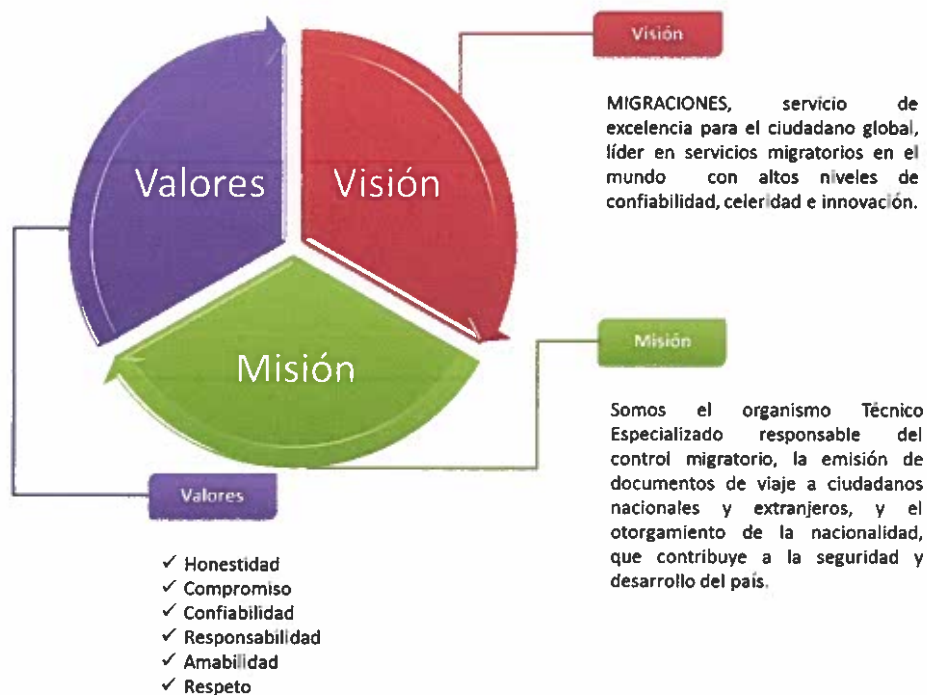 Visión
MIGRACIONES, servicio de
excelencia para el ciudadano global,
líder en servicios migratorios en el
mundo con altos niveles de
confiabilidad, celeridad e innovación.
Valores
Visión
Misión
Misión
Somos el organismo Técnico
Especializado responsable del
control migratorio, la emisión de
documentos de viaje a ciudadanos
nacionales y extranjeros, y el
otorgamiento de la nacionalidad,
que contribuye a la seguridad y
desarrollo del país.
Valores
✓ Honestidad
✓ Compromiso
✓ Confiabilidad
✓ Responsabilidad
✓ Amabilidad
✓ Respeto